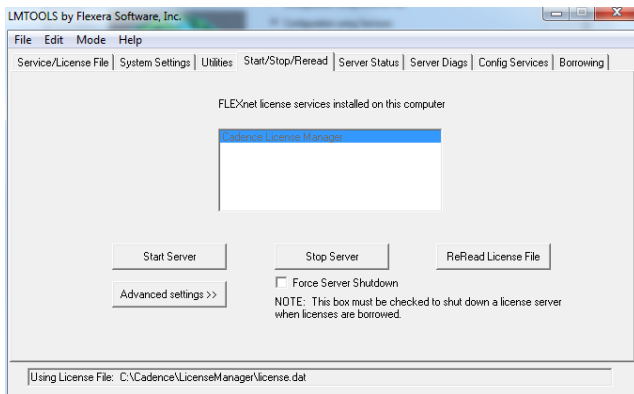 LMTOOLS by Flexera Software, Inc.
File Edit Mode Help
Service/License File System Settings Utilities Start/Stop/Reread Server Status Server Diags Config Services Borrowing
FLEXnet license services installed on this computer
Cadence License Manager
Start Server Stop Server ReRead License File
Force Server Shutdown
Advanced settings >>
NOTE: This box must be checked to shut down a license server
when licenses are borrowed.
Using License File: C:\Cadence\LicenseManager\license.dat